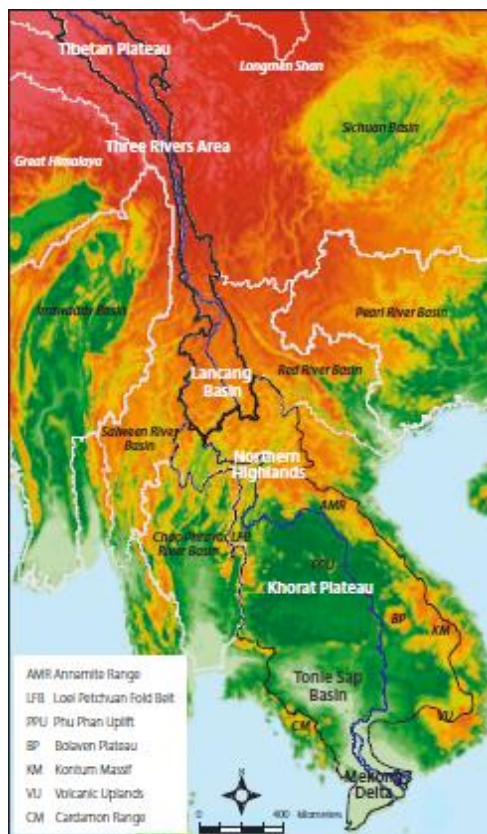 Tibetan Plateau
Longmen Shan
Sichuan Basin
Three Rivers Area
Great Himalaya
Irrawaddy Basin
Pearl River Basin
Lancang
Basin
Red River Basin
Salween River
Basin
Northern
Highlands
AMR
Chao Phraya
River Basin
LFB
PPU
Khorat Plateau
BP
KM
Tonle Sap
Basin
VU
CM
Mekong
Delta
AMR Annamite Range
LFB Loei Petchuan Fold Belt
PPU Phu Phan Uplift
BP Bolaven Plateau
KM Kontum Massif
VU Volcanic Uplands
CM Cardamon Range
N
0 400 kilometers